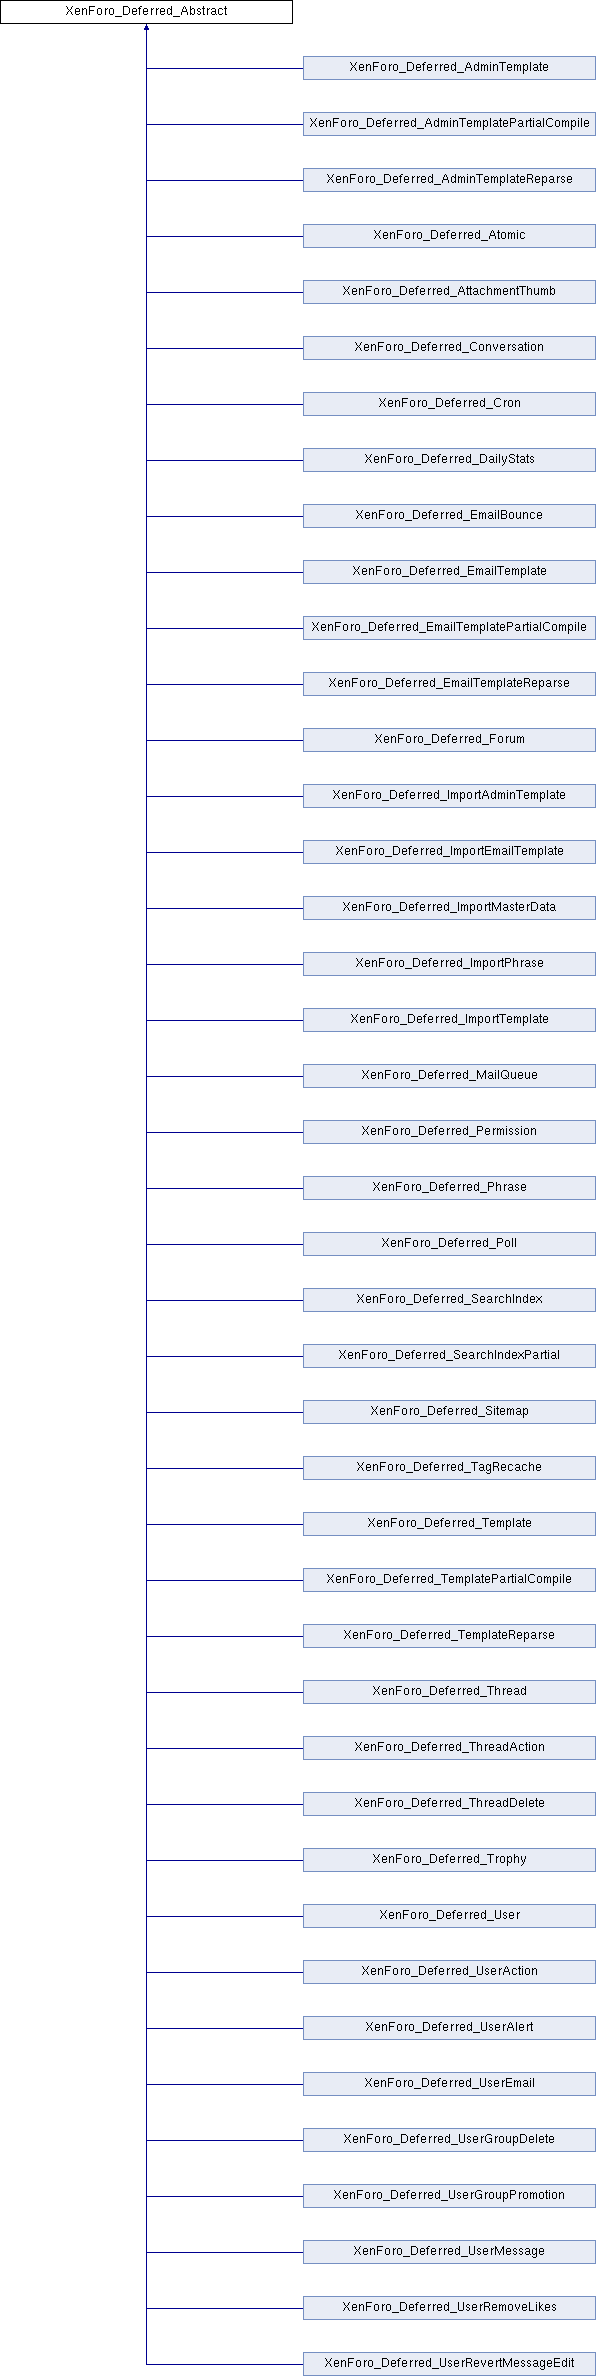 XenForo_Deferred_Abstract
XenForo_Deferred_AdminTemplate
XenForo_Deferred_AdminTemplatePartialCompile
XenForo_Deferred_AdminTemplateReparse
XenForo_Deferred_Atomic
XenForo_Deferred_AttachmentThumb
XenForo_Deferred_Conversation
XenForo_Deferred_Cron
XenForo_Deferred_DailyStats
XenForo_Deferred_EmailBounce
XenForo_Deferred_EmailTemplate
XenForo_Deferred_EmailTemplatePartialCompile
XenForo_Deferred_EmailTemplateReparse
XenForo_Deferred_Forum
XenForo_Deferred_ImportAdminTemplate
XenForo_Deferred_ImportEmailTemplate
XenForo_Deferred_ImportMasterData
XenForo_Deferred_ImportPhrase
XenForo_Deferred_ImportTemplate
XenForo_Deferred_MailQueue
XenForo_Deferred_Permission
XenForo_Deferred_Phrase
XenForo_Deferred_Poll
XenForo_Deferred_SearchIndex
XenForo_Deferred_SearchIndexPartial
XenForo_Deferred_Sitemap
XenForo_Deferred_TagRecache
XenForo_Deferred_Template
XenForo_Deferred_TemplatePartialCompile
XenForo_Deferred_TemplateReparse
XenForo_Deferred_Thread
XenForo_Deferred_ThreadAction
XenForo_Deferred_ThreadDelete
XenForo_Deferred_Trophy
XenForo_Deferred_User
XenForo_Deferred_UserAction
XenForo_Deferred_UserAlert
XenForo_Deferred_UserEmail
XenForo_Deferred_UserGroupDelete
XenForo_Deferred_UserGroupPromotion
XenForo_Deferred_UserMessage
XenForo_Deferred_UserRemoveLikes
XenForo_Deferred_UserRevertMessageEdit